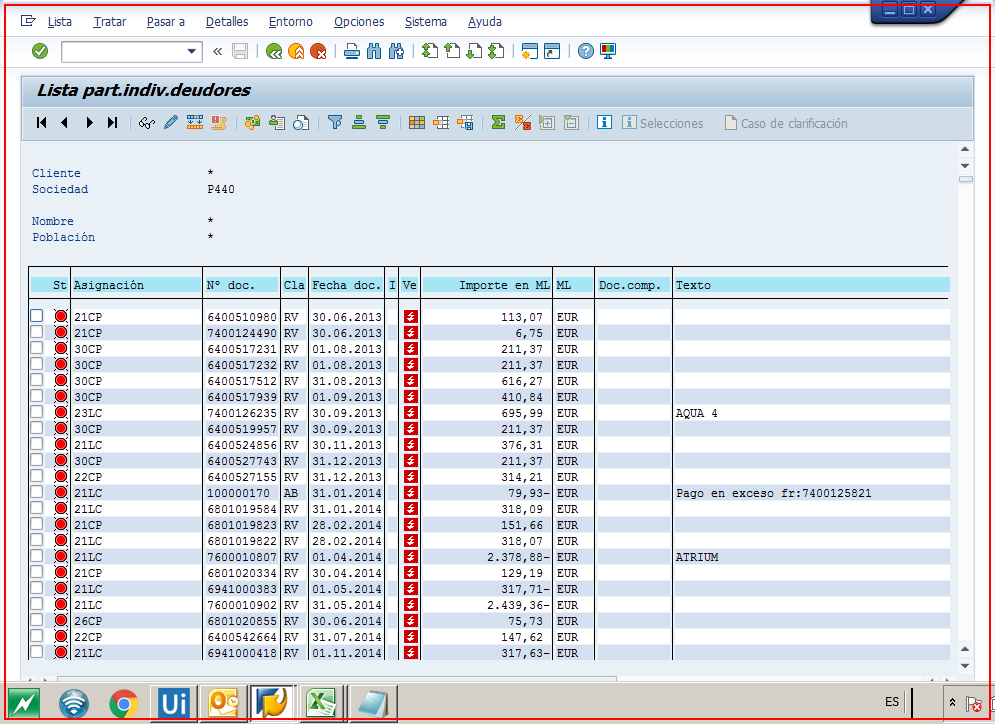 Lista Tratar Pasar a Detalles Entorno Opciones Sistema Ayuda
Lista part.indiv.deudores
Selecciones Caso de clarificación
Cliente *
Sociedad P440
Nombre *
Población *
St Asignación Nº doc. Cla Fecha doc. I Ve Importe en ML ML Doc.comp. Texto
21CP 6400510980 RV 30.06.2013 113,07 EUR
21CP 7400124490 RV 30.06.2013 6,75 EUR
30CP 6400517231 RV 01.08.2013 211,37 EUR
30CP 6400517232 RV 01.08.2013 211,37 EUR
30CP 6400517512 RV 31.08.2013 616,27 EUR
30CP 6400517939 RV 01.09.2013 410,84 EUR
23LC 7400126235 RV 30.09.2013 695,99 EUR AQUA 4
30CP 6400519957 RV 30.09.2013 211,37 EUR
21LC 6400524856 RV 30.11.2013 376,31 EUR
30CP 6400527743 RV 31.12.2013 211,37 EUR
22CP 6400527155 RV 31.12.2013 314,21 EUR
21LC 100000170 AB 31.01.2014 79,93- EUR Pago en exceso fr:7400125821
21LC 6801019584 RV 31.01.2014 318,09 EUR
21CP 6801019823 RV 28.02.2014 151,66 EUR
21LC 6801019822 RV 28.02.2014 318,07 EUR
21LC 7600010807 RV 01.04.2014 2.378,88- EUR ATRIUM
21CP 6801020334 RV 30.04.2014 129,19 EUR
21LC 6941000383 RV 01.05.2014 317,71- EUR
21LC 7600010902 RV 31.05.2014 2.439,36- EUR
26CP 6801020855 RV 30.06.2014 75,73 EUR
22CP 6400542664 RV 31.07.2014 147,62 EUR
21LC 6941000418 RV 01.11.2014 317,63- EUR
Ui ES